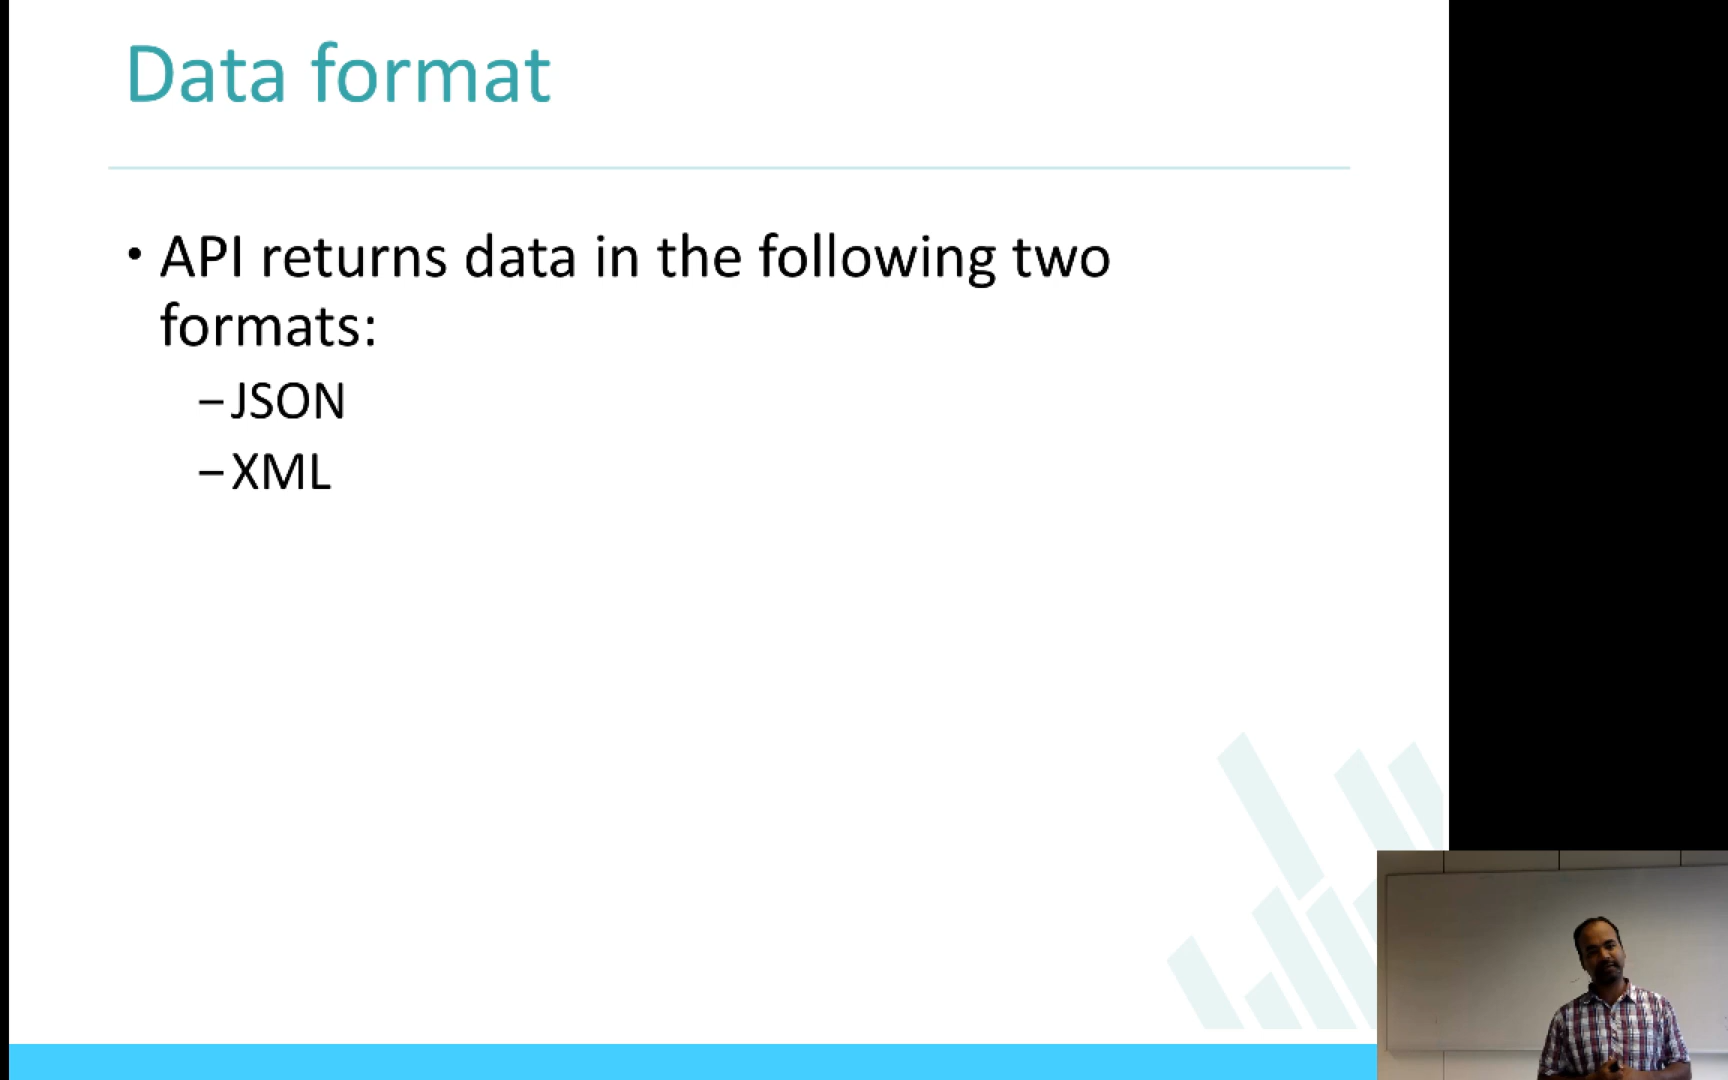 Data format
• API returns data in the following two
formats:
–JSON
–XML